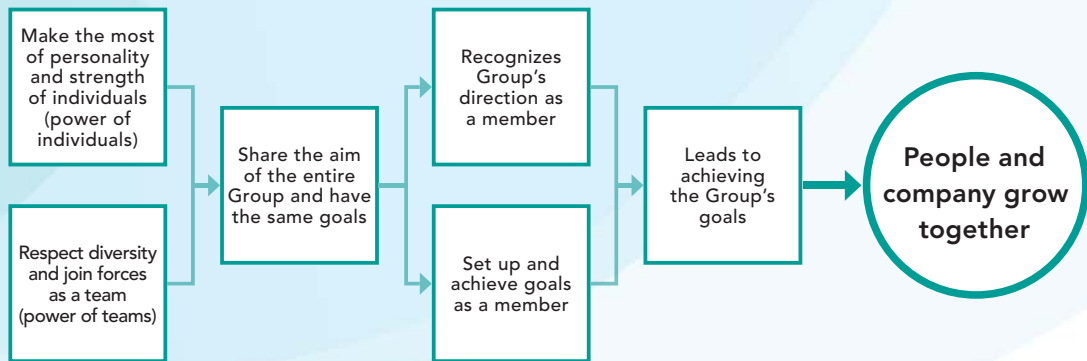 Make the most
of personality
and strength
of individuals
(power of
individuals)
Respect diversity
and join forces
as a team
(power of teams)
Share the aim
of the entire
Group and have
the same goals
Recognizes
Group’s
direction as
a member
Set up and
achieve goals
as a member
Leads to
achieving
the Group’s
goals
People and
company grow
together